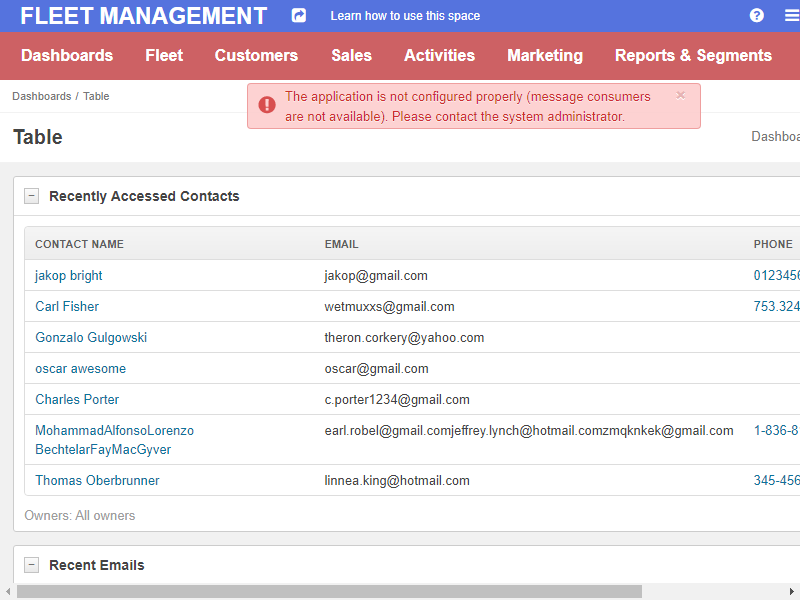 FLEET MANAGEMENT Learn how to use this space ?
Dashboards Fleet Customers Sales Activities Marketing Reports & Segments
Dashboards / Table
The application is not configured properly (message consumers
are not available). Please contact the system administrator.
Table
Recently Accessed Contacts
CONTACT NAME EMAIL PHONE
jakop bright jakop@gmail.com
Carl Fisher wetmuxxs@gmail.com 753.324
Gonzalo Gulgowski theron.corkery@yahoo.com
oscar awesome oscar@gmail.com
Charles Porter c.porter1234@gmail.com
MohammadAlfonsoLorenzo earl.robel@gmail.comjeffrey.lynch@hotmail.comzmqknkek@gmail.com 1-836-8
BechtelarFayMacGyver
Thomas Oberbrunner linnea.king@hotmail.com 345-456
Owners: All owners
Recent Emails